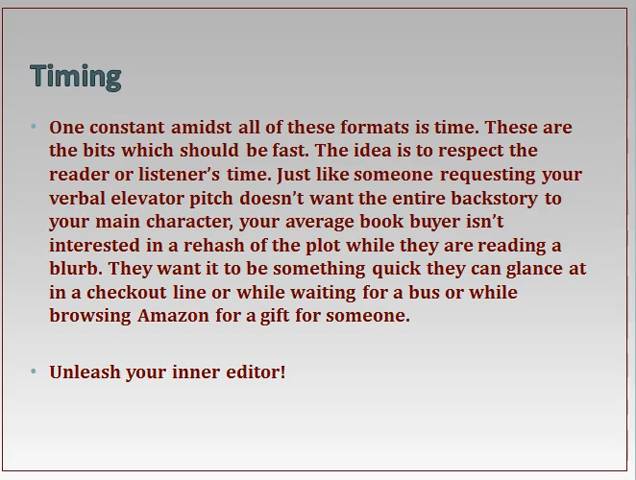 Timing
• One constant amidst all of these formats is time. These are
the bits which should be fast. The idea is to respect the
reader or listener’s time. Just like someone requesting your
verbal elevator pitch doesn’t want the entire backstory to
your main character, your average book buyer isn’t
interested in a rehash of the plot while they are reading a
blurb. They want it to be something quick they can glance at
in a checkout line or while waiting for a bus or while
browsing Amazon for a gift for someone.
• Unleash your inner editor!